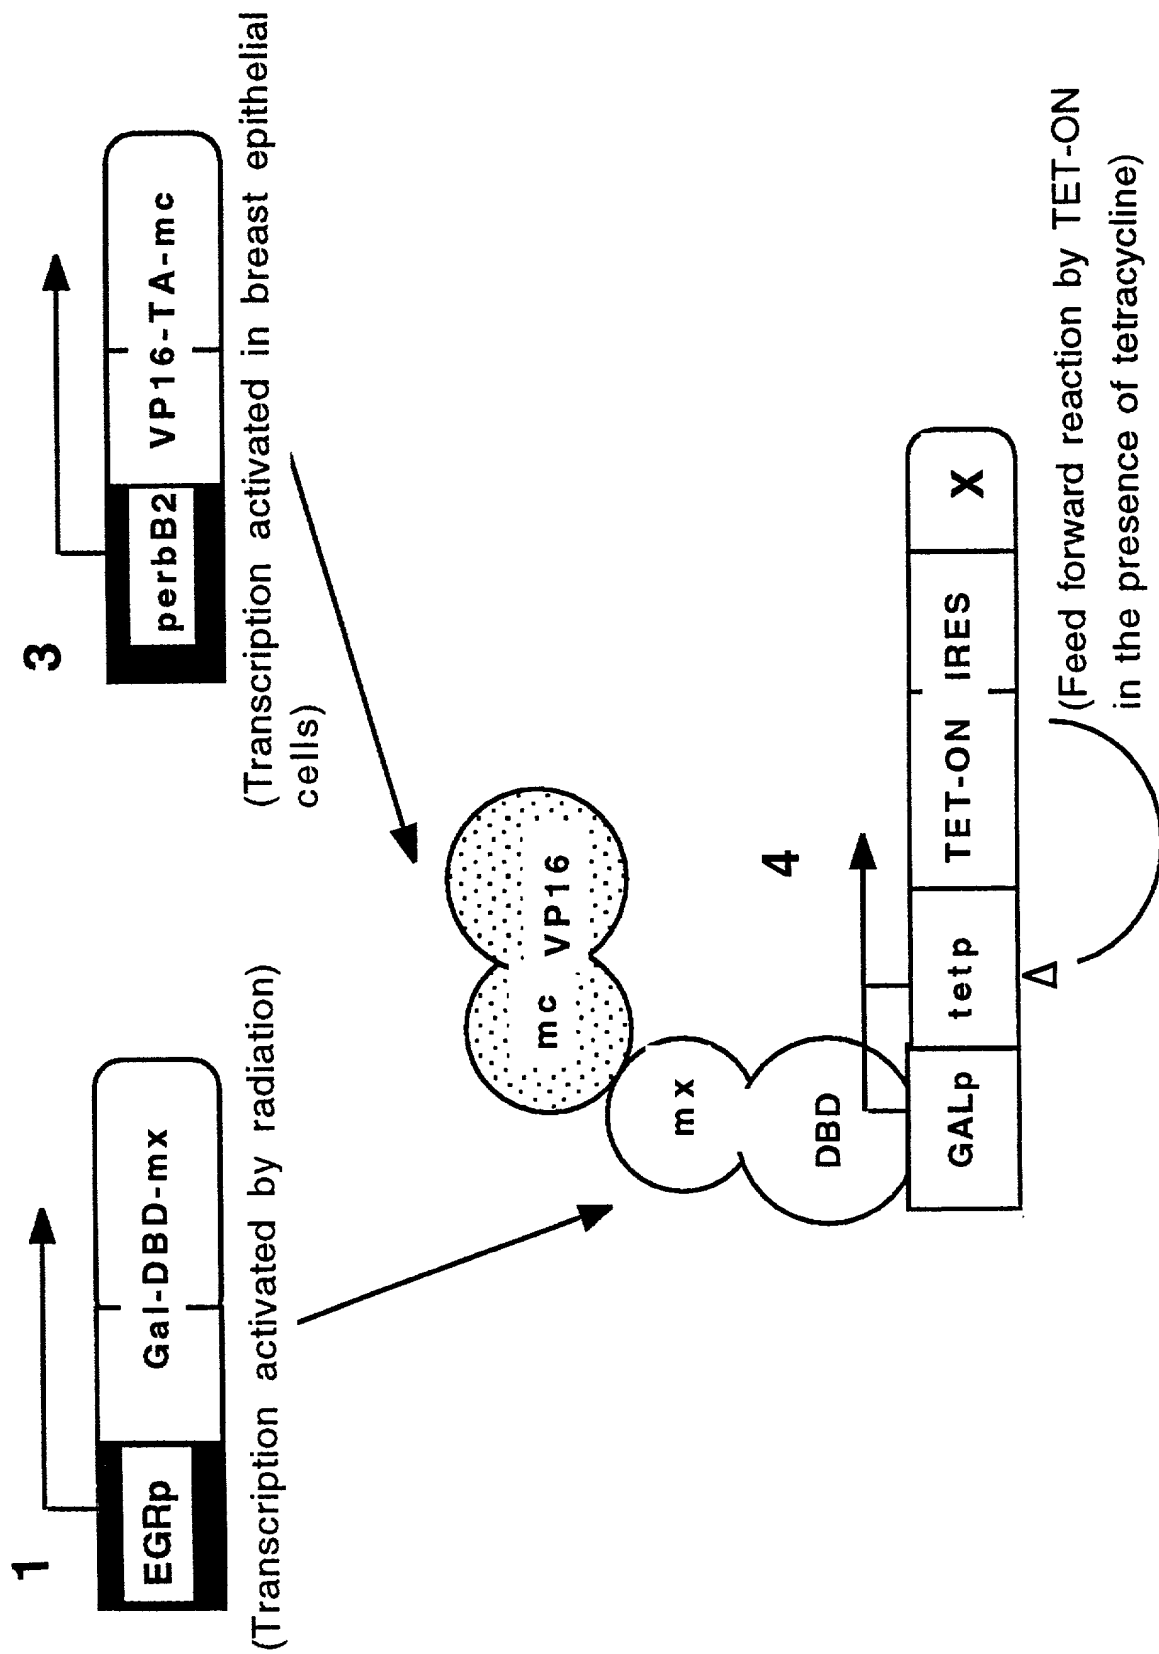 1
EGRp
Gal-DBD-mx
(Transcription activated by radiation)
3
perbB2
VP16-TA-mc
(Transcription activated in breast epithelial
cells)
mc
VP16
mx
DBD
4
GALp
tetp
TET-ON
IRES
X
(Feed forward reaction by TET-ON
in the presence of tetracycline)